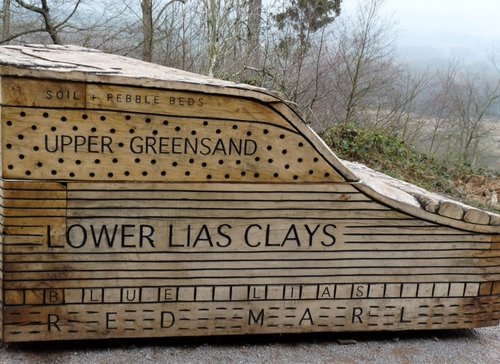 SOIL + PEBBLE BEDS
UPPER GREENSAND
LOWER LIAS CLAYS
BLUE LIAS
RED MARL